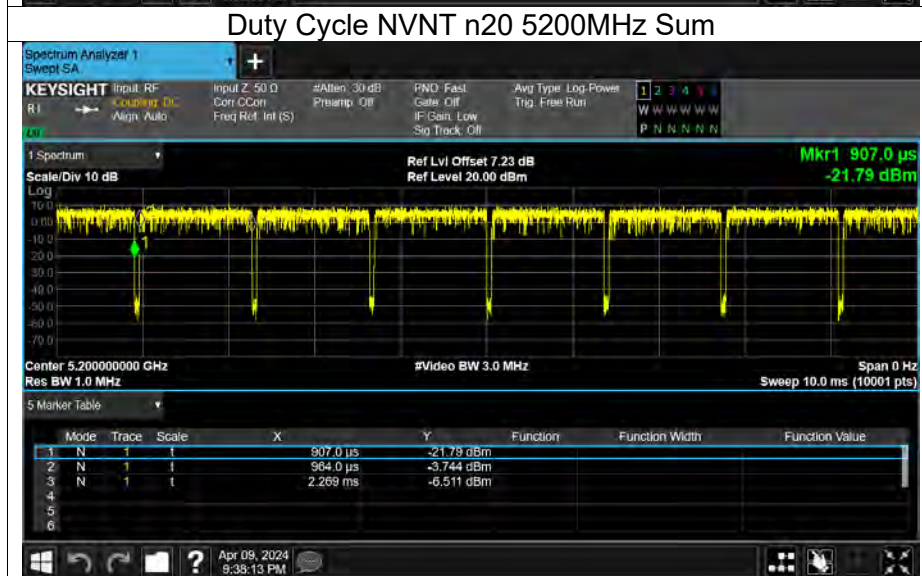 Duty Cycle NVNT n20 5200MHz Sum
Spectrum Analyzer 1
Swept SA
+
KEYSIGHT Input: RF Input Z: 50 Ω #Atten: 30 dB PNO: Fast Avg Type: Log-Power 1 2 3 4 5 6
Coupling: DC Corr CCorr Preamp: Off Gate: Off Trig: Free Run W W W W W W
Align: Auto Freq Ref: Int (S) IF Gain: Low
Sig Track: Off P N N N N N
1 Spectrum
Ref Lvl Offset 7.23 dB
Mkr1 907.0 µs
Scale/Div 10 dB
Ref Level 20.00 dBm
-21.79 dBm
Log
10.0
0.00
-10.0
-20.0
-30.0
-40.0
-50.0
-60.0
-70.0
1
Center 5.200000000 GHz
#Video BW 3.0 MHz
Span 0 Hz
Res BW 1.0 MHz
Sweep 10.0 ms (10001 pts)
5 Marker Table
Mode Trace Scale X Y Function Function Width Function Value
1 N 1 t 907.0 µs -21.79 dBm
2 N 1 t 964.0 µs -3.744 dBm
3 N 1 t 2.269 ms -6.511 dBm
4
5
6
? Apr 09, 2024
9:38:13 PM